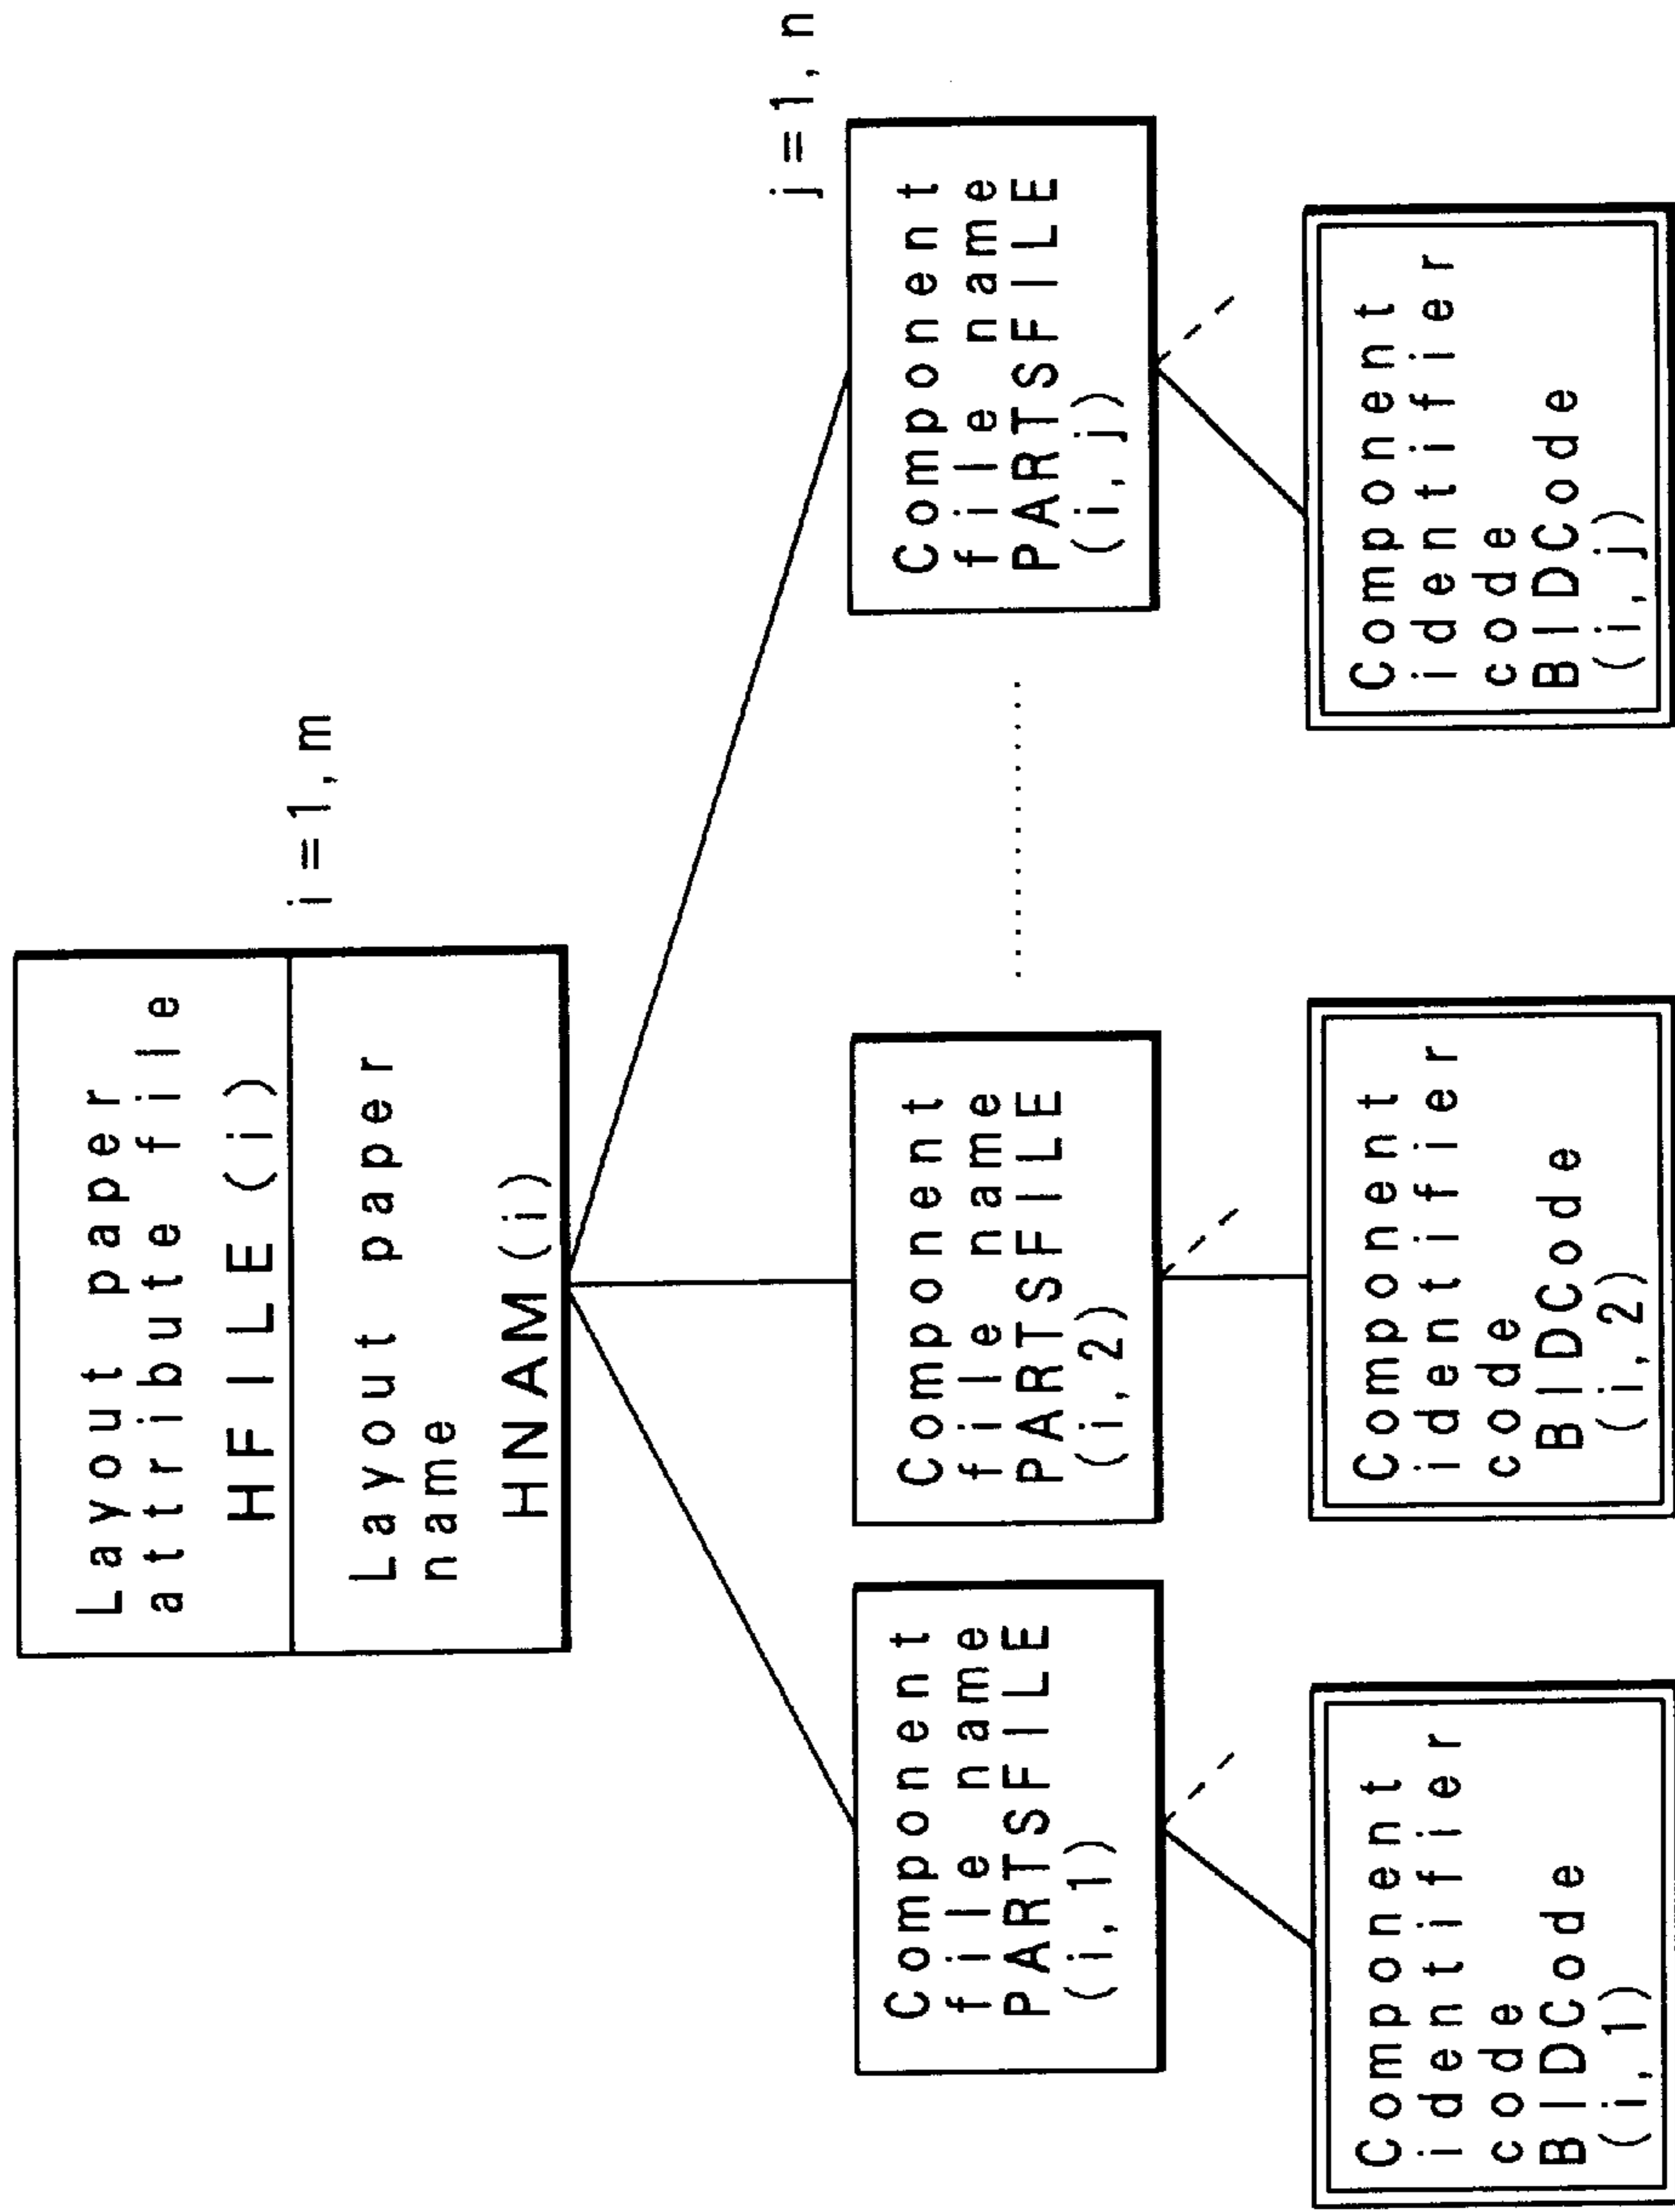 Layout paper
attribute file
HFILE (i)
i=1, m
Layout paper
name
HNAM (i)
j=1, n
Component
file name
PARTSFILE
(i, 1)
Component
file name
PARTSFILE
(i, 2)
Component
file name
PARTSFILE
(i, j)
Component
identifier
code
BIDCode
(i, 1)
Component
identifier
code
BIDCode
(i, 2)
Component
identifier
code
BIDCode
(i, j)